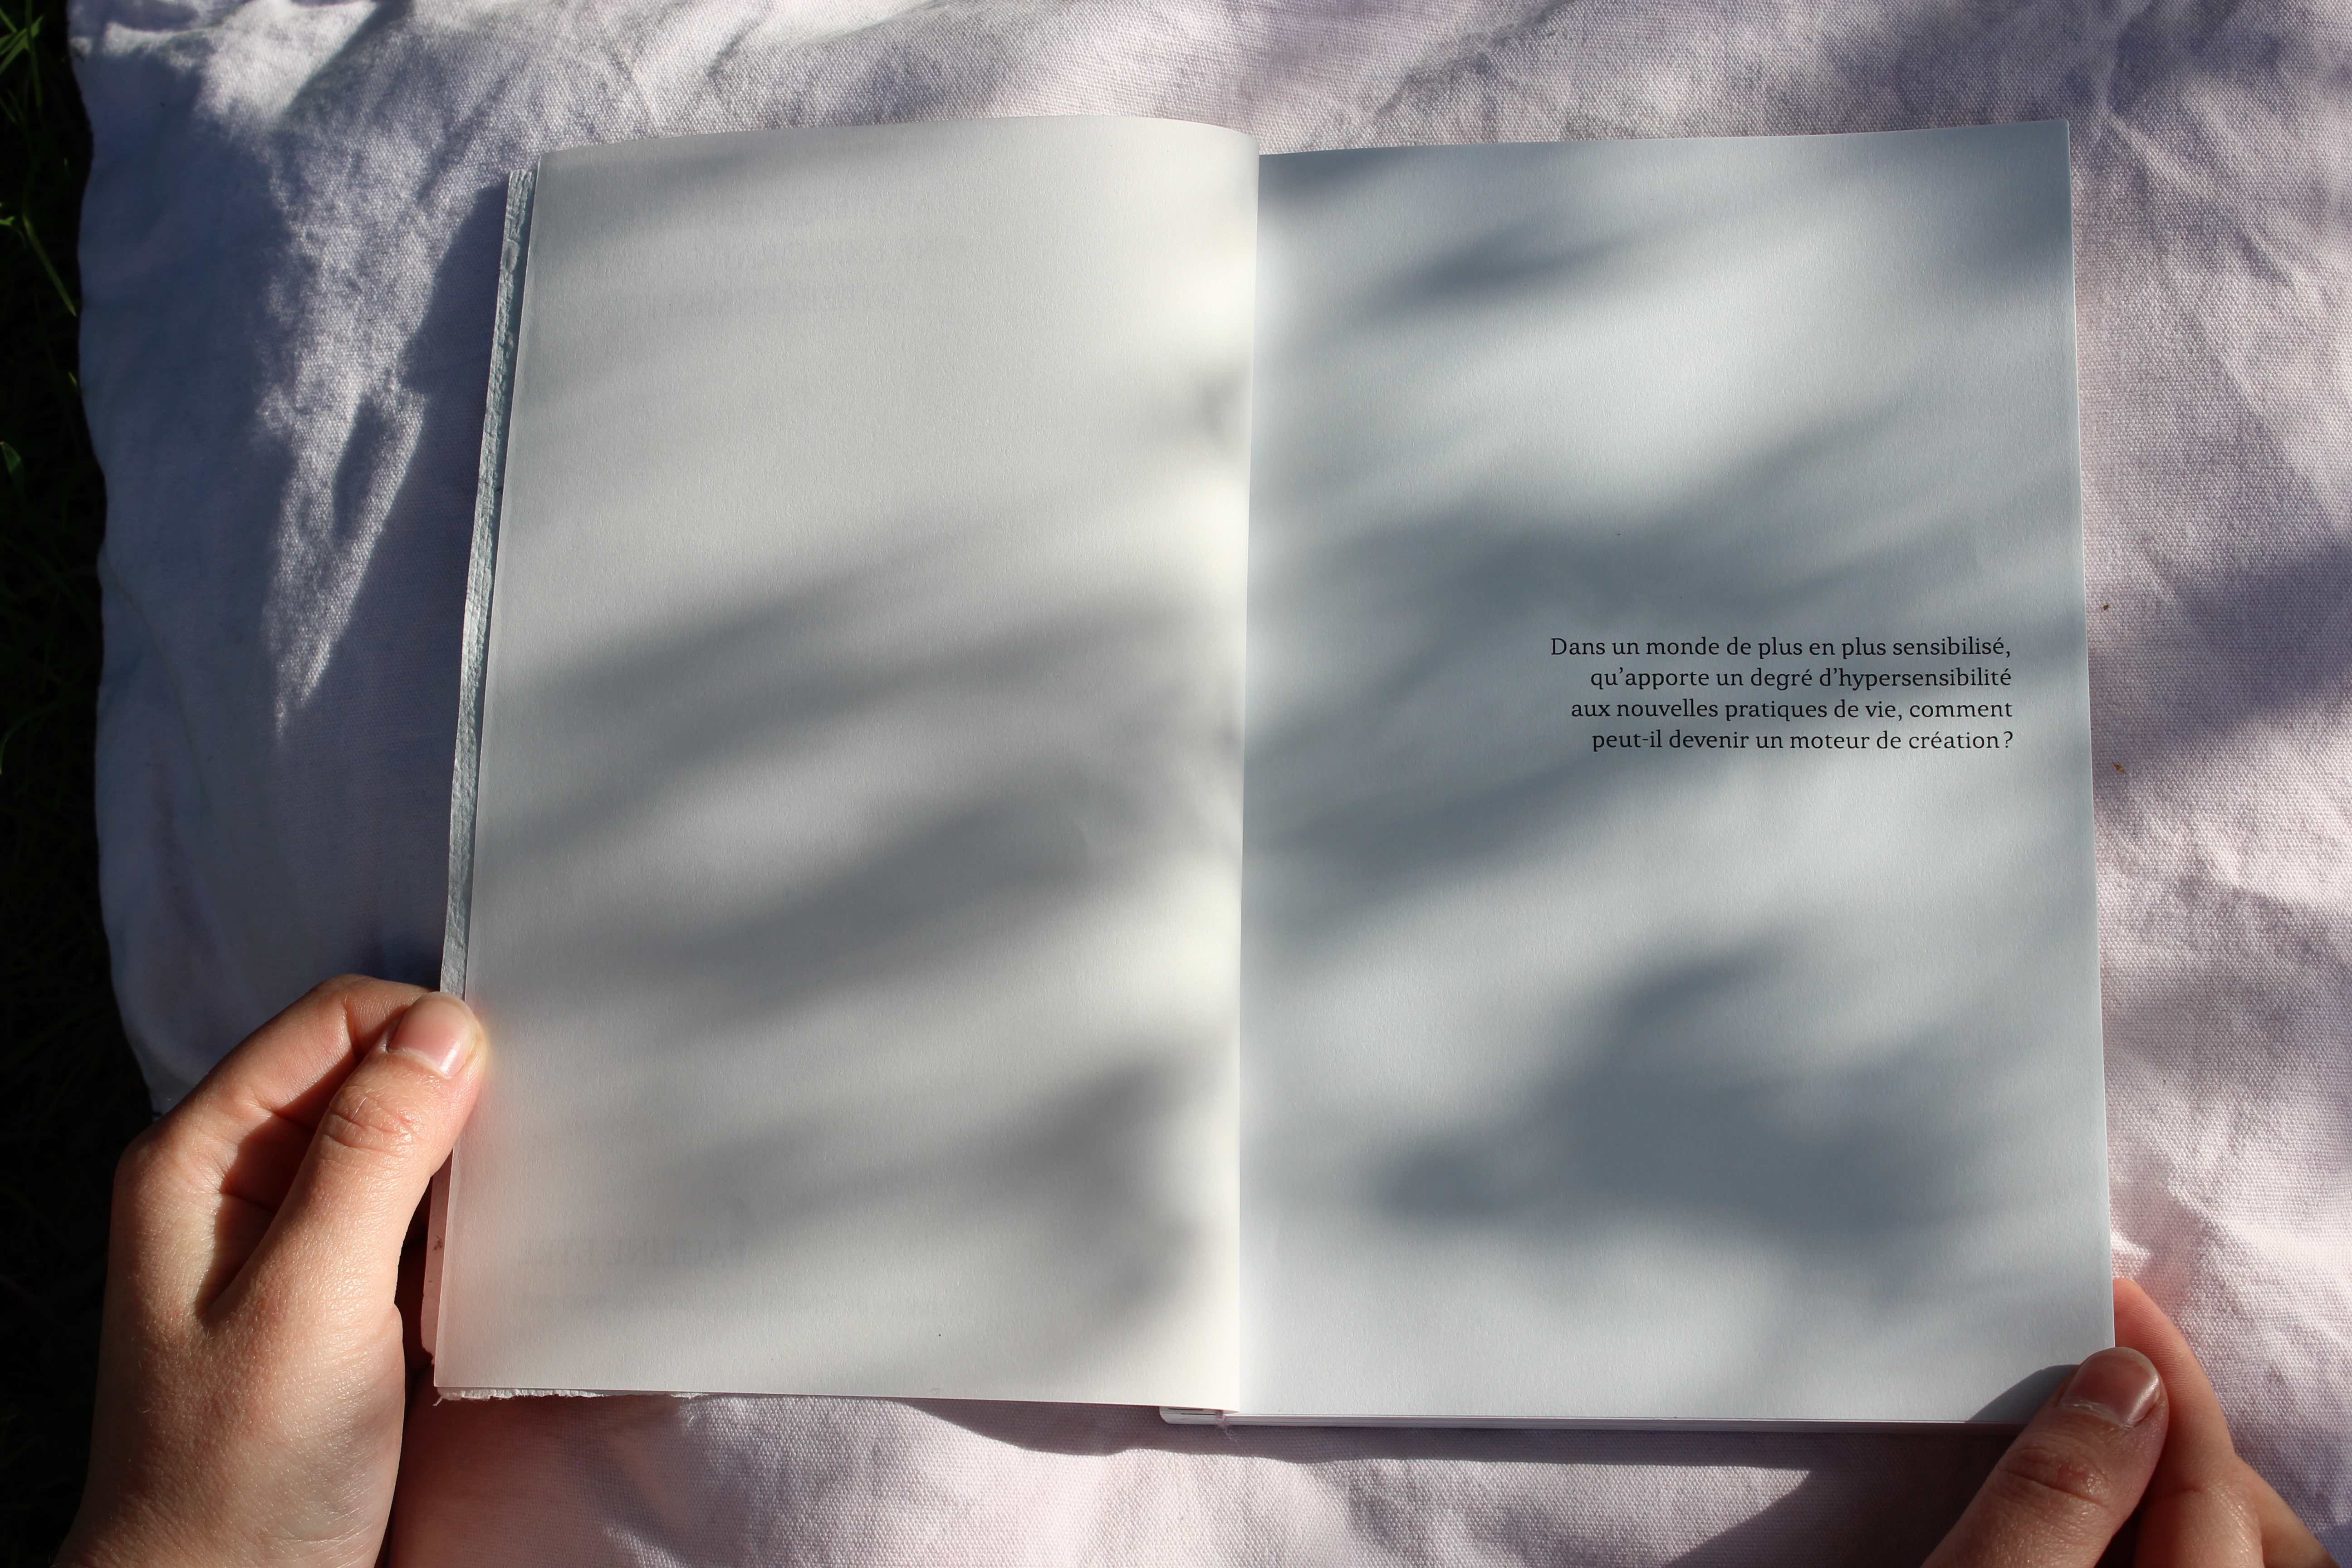 Dans un monde de plus en plus sensibilisé,
qu’apporte un degré d’hypersensibilité
aux nouvelles pratiques de vie, comment
peut-il devenir un moteur de création ?